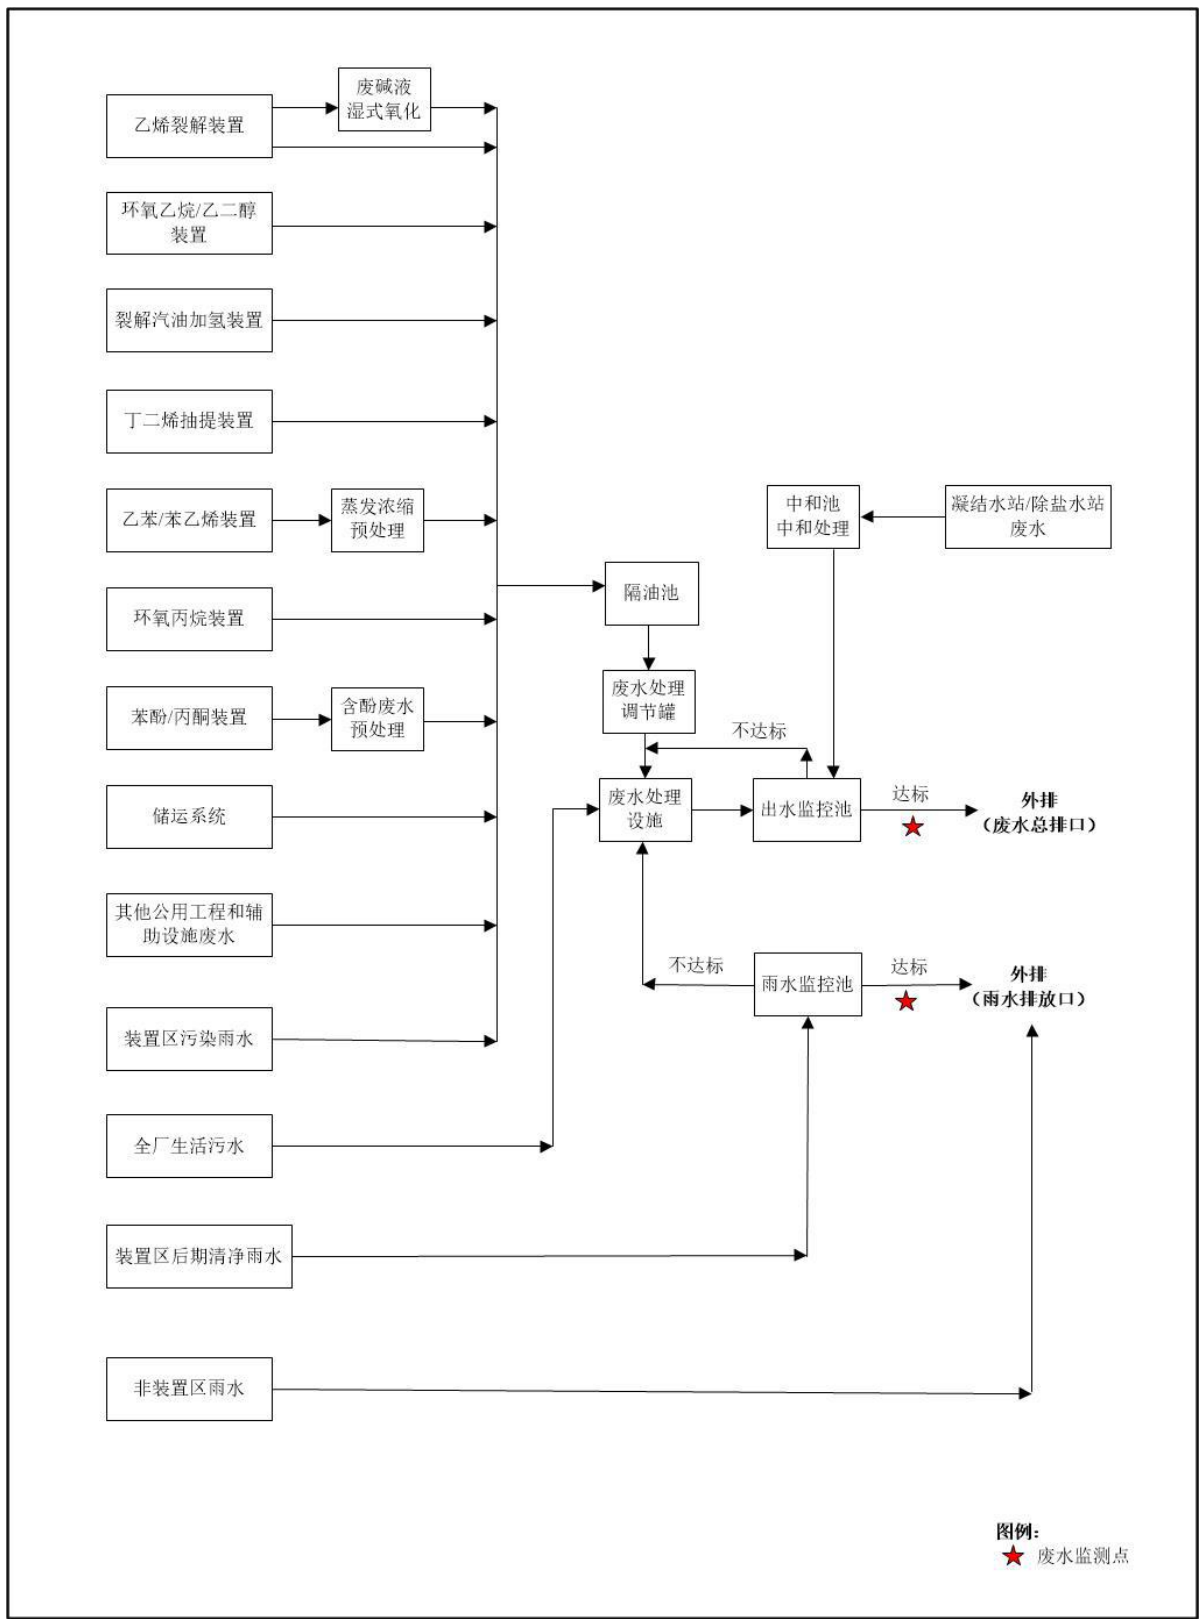 废碱液
湿式氧化
乙烯裂解装置
环氧乙烷/乙二醇
装置
裂解汽油加氢装置
丁二烯抽提装置
乙苯/苯乙烯装置
蒸发浓缩
预处理
中和池
中和处理
凝结水站/除盐水站
废水
隔油池
环氧丙烷装置
废水处理
调节罐
苯酚/丙酮装置
含酚废水
预处理
不达标
储运系统
废水处理
设施
出水监控池
达标
外排
（废水总排口）
其他公用工程和辅
助设施废水
不达标
雨水监控池
达标
外排
（雨水排放口）
装置区污染雨水
全厂生活污水
装置区后期清净雨水
非装置区雨水
图例：
废水监测点